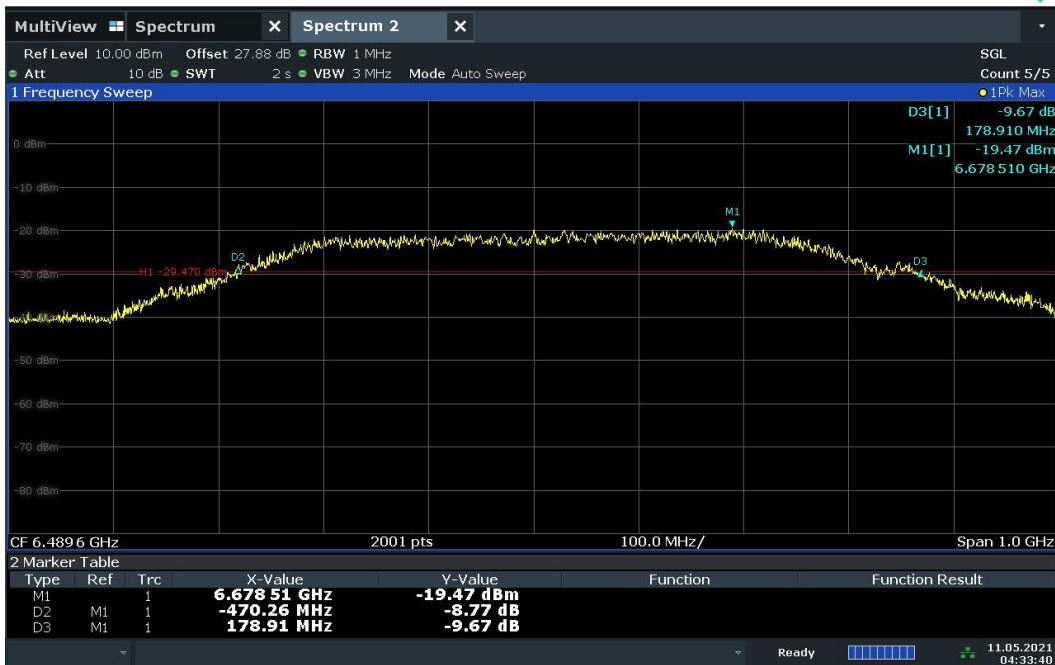 MultiView Spectrum X Spectrum 2 X
Ref Level 10.00 dBm Offset 27.88 dB RBW 1 MHz SGL
Att 10 dB SWT 2 s VBW 3 MHz Mode Auto Sweep Count 5/5
1 Frequency Sweep 1Pk Max
D3[1] -9.67 dB
178.910 MHz
0 dBm
M1[1] -19.47 dBm
6.678 510 GHz
-10 dBm
M1
-20 dBm
D2
D3
H1 -29.470 dBm
-30 dBm
-50 dBm
-60 dBm
-70 dBm
-80 dBm
CF 6.4896 GHz 2001 pts 100.0 MHz/ Span 1.0 GHz
2 Marker Table
Type Ref Trc X-Value Y-Value Function Function Result
M1 1 6.678 51 GHz -19.47 dBm
D2 M1 1 -470.26 MHz -8.77 dB
D3 M1 1 178.91 MHz -9.67 dB
Ready 11.05.2021
04:33:40